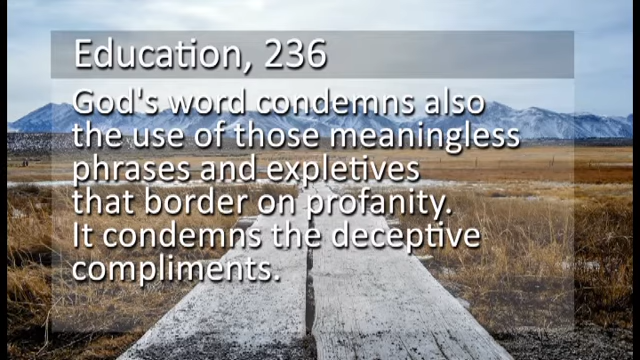 Education, 236
God's word condemns also
the use of those meaningless
phrases and expletives
that border on profanity.
It condemns the deceptive
compliments.